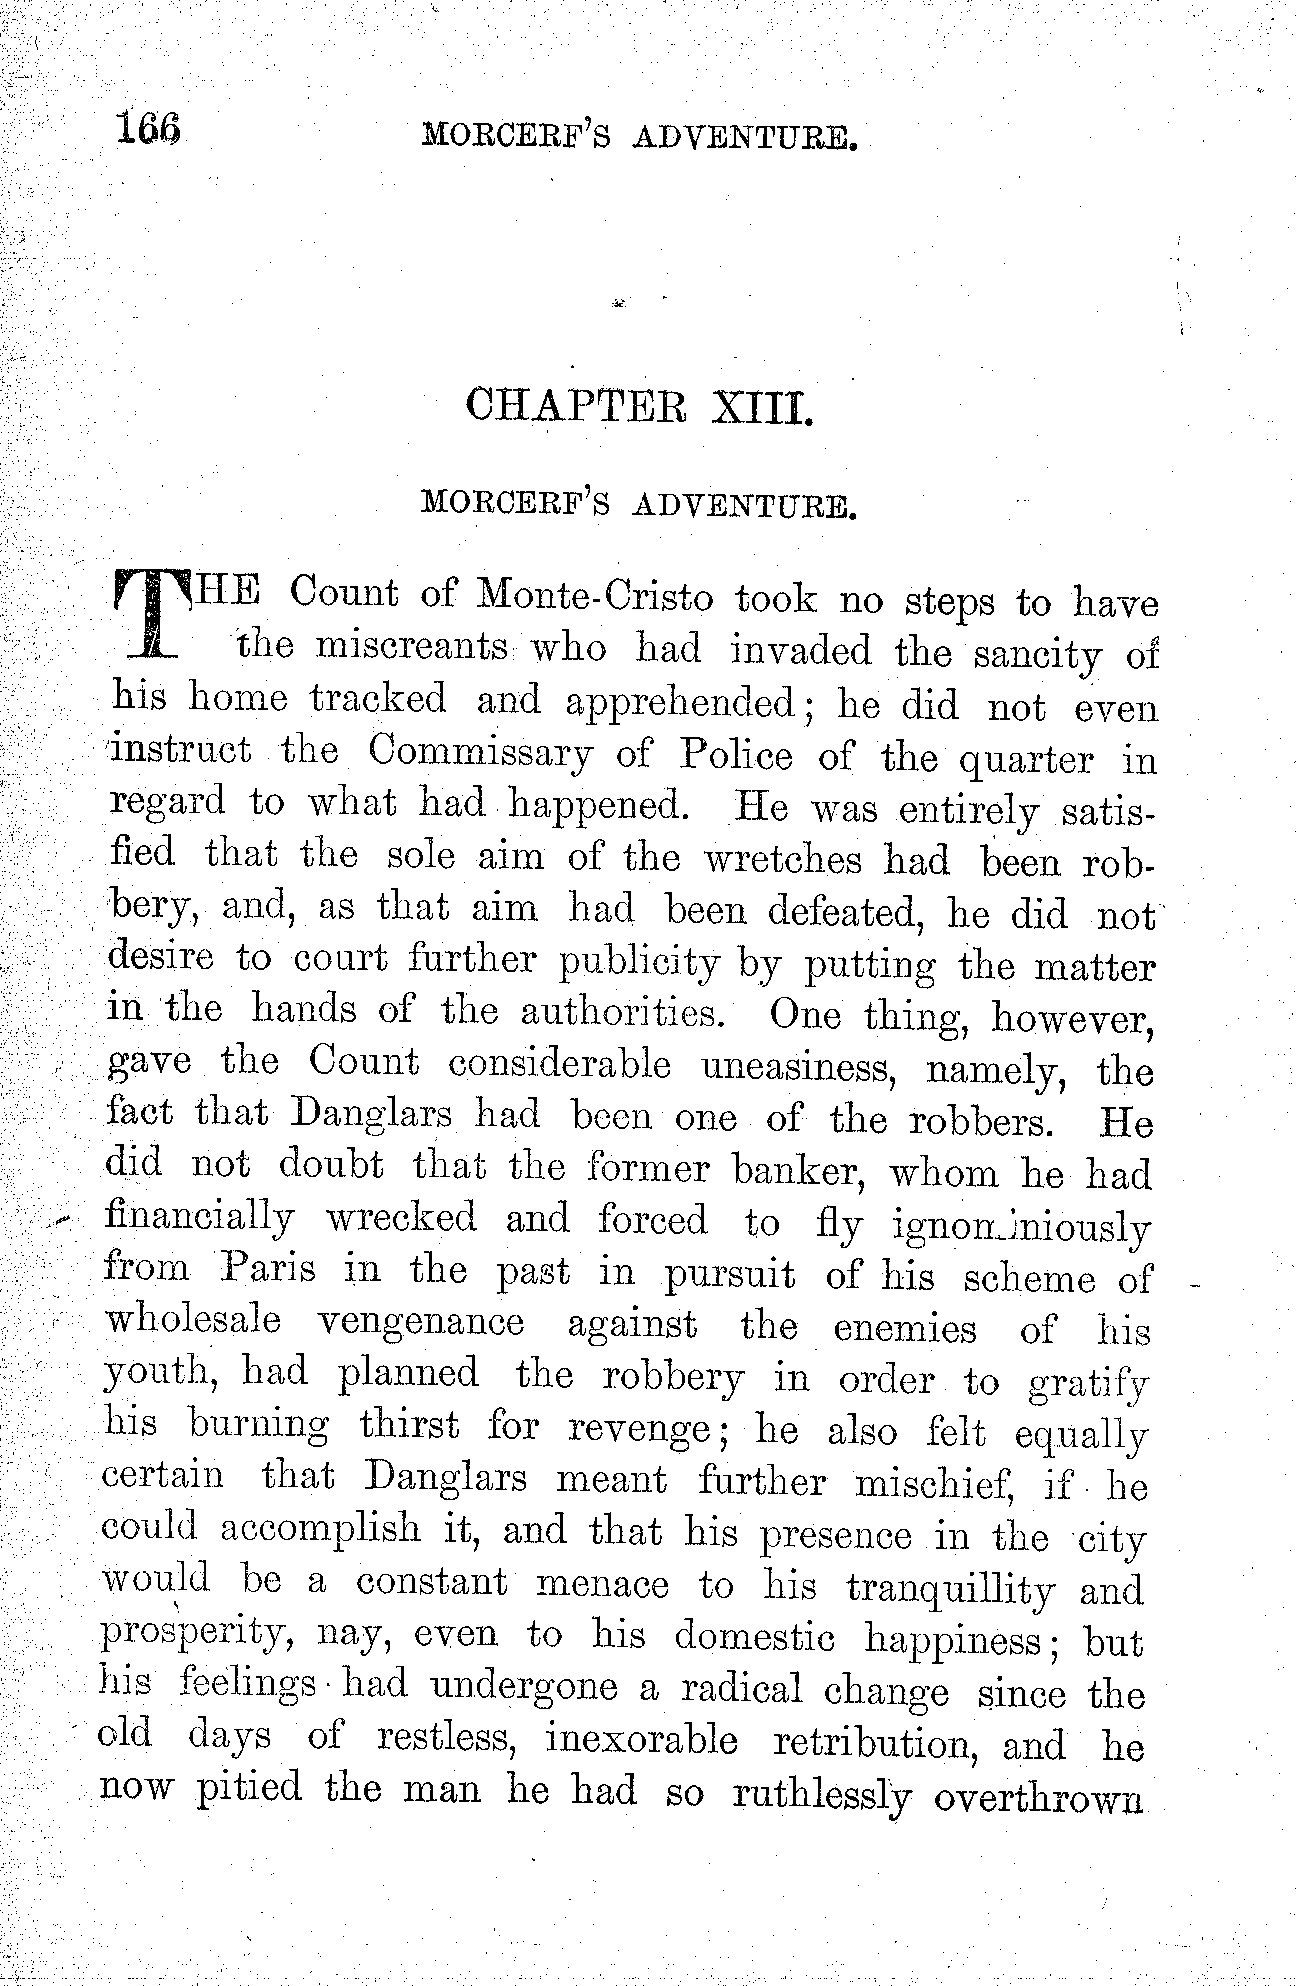 166 MORCERF'S ADVENTURE.
CHAPTER XIII.
MORCERF'S ADVENTURE.
THE Count of Monte-Cristo took no steps to have
the miscreants who had invaded the sancity of
his home tracked and apprehended; he did not even
instruct the Commissary of Police of the quarter in
regard to what had happened. He was entirely satis-
fied that the sole aim of the wretches had been rob-
bery, and, as that aim had been defeated, he did not
desire to court further publicity by putting the matter
in the hands of the authorities. One thing, however,
gave the Count considerable uneasiness, namely, the
fact that Danglars had been one of the robbers. He
did not doubt that the former banker, whom he had
financially wrecked and forced to fly ignominiously
from Paris in the past in pursuit of his scheme of
wholesale vengenance against the enemies of his
youth, had planned the robbery in order to gratify
his burning thirst for revenge; he also felt equally
certain that Danglars meant further mischief, if he
could accomplish it, and that his presence in the city
would be a constant menace to his tranquillity and
prosperity, nay, even to his domestic happiness; but
his feelings had undergone a radical change since the
old days of restless, inexorable retribution, and he
now pitied the man he had so ruthlessly overthrown